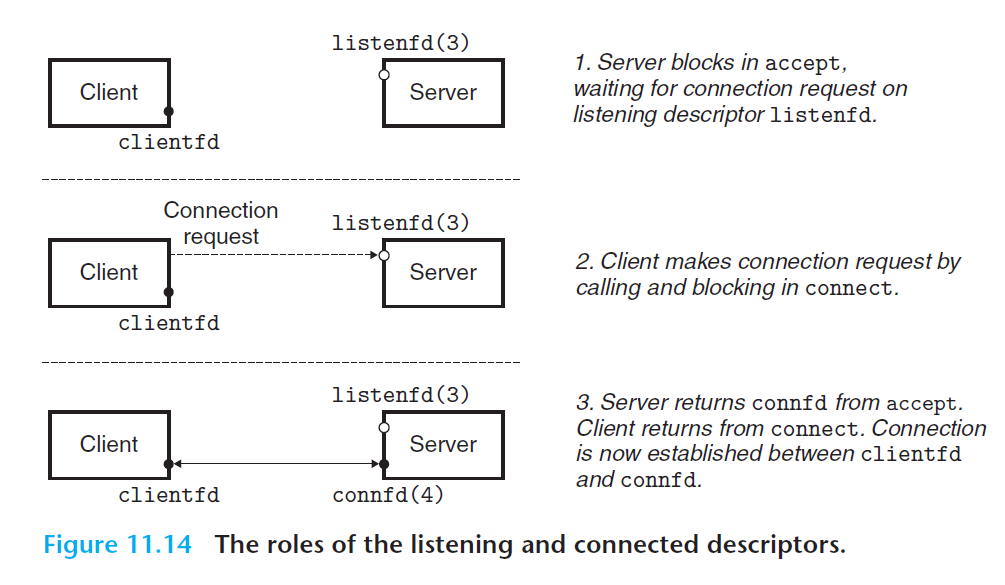 listenfd(3)
Client
Server
clientfd
1. Server blocks in accept,
waiting for connection request on
listening descriptor listenfd.
Connection
request
listenfd(3)
Client
Server
clientfd
2. Client makes connection request by
calling and blocking in connect.
listenfd(3)
Client
Server
clientfd
connfd(4)
3. Server returns connfd from accept.
Client returns from connect. Connection
is now established between clientfd
and connfd.
Figure 11.14 The roles of the listening and connected descriptors.